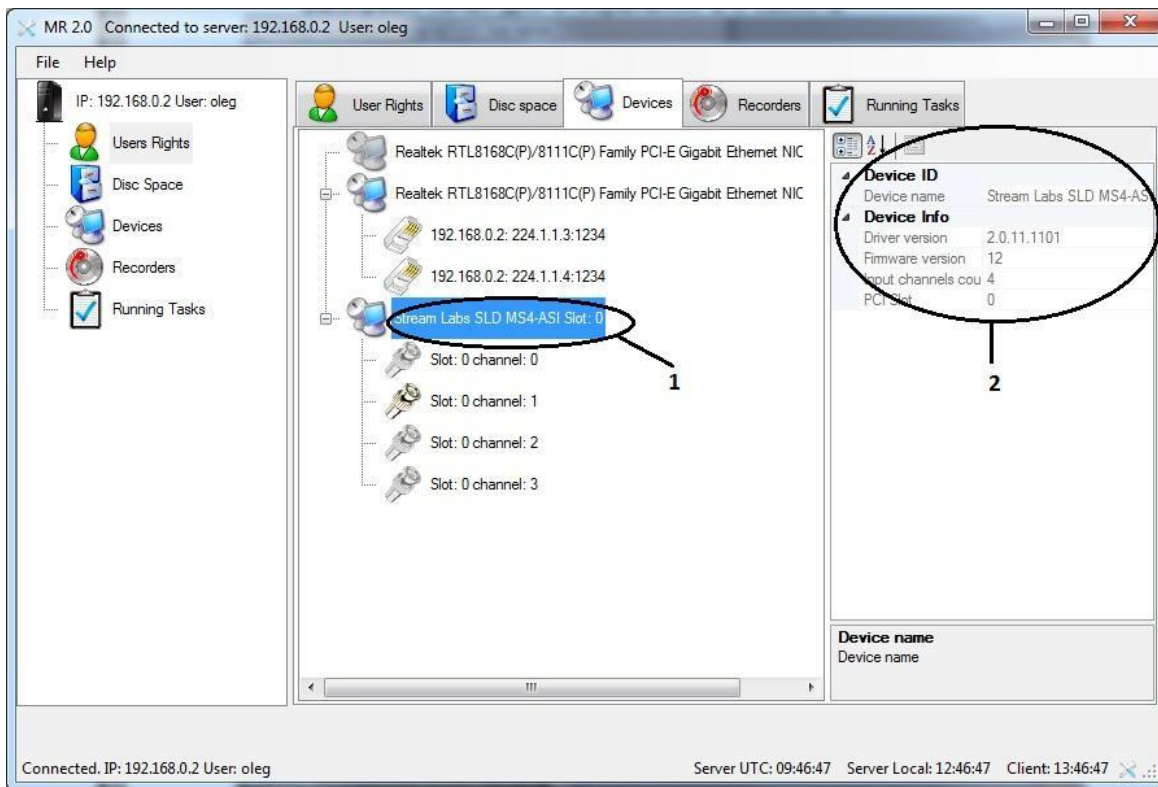 MR 2.0 Connected to server: 192.168.0.2 User: oleg
File Help
IP: 192.168.0.2 User: oleg
Users Rights
Disc Space
Devices
Recorders
Running Tasks
User Rights Disc space Devices Recorders Running Tasks
Realtek RTL8168C(P)/8111C(P) Family PCI-E Gigabit Ethernet NIC
Realtek RTL8168C(P)/8111C(P) Family PCI-E Gigabit Ethernet NIC
192.168.0.2: 224.1.1.3:1234
192.168.0.2: 224.1.1.4:1234
Stream Labs SLD MS4-ASI Slot: 0
Slot: 0 channel: 0
Slot: 0 channel: 1
Slot: 0 channel: 2
Slot: 0 channel: 3
1
Device ID
Device name Stream Labs SLD MS4-AS
Device Info
Driver version 2.0.11.1101
Firmware version 12
Input channels cou 4
PCI Slot 0
2
Device name
Device name
Connected. IP: 192.168.0.2 User: oleg Server UTC: 09:46:47 Server Local: 12:46:47 Client: 13:46:47